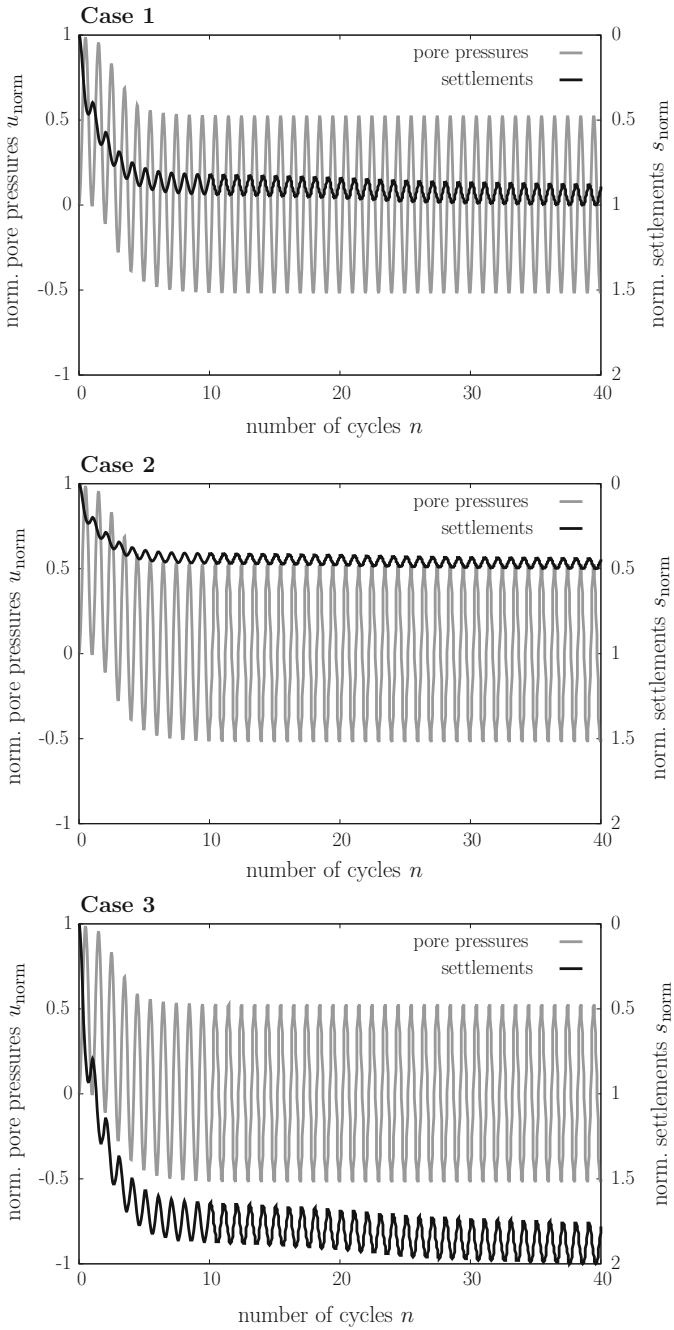 Case 1
pore pressures
settlements
norm. pore pressures u_norm
1
0.5
0
-0.5
-1
0
0.5
1
1.5
2
norm. settlements s_norm
0 10 20 30 40
number of cycles n
Case 2
pore pressures
settlements
norm. pore pressures u_norm
1
0.5
0
-0.5
-1
0
0.5
1
1.5
2
norm. settlements s_norm
0 10 20 30 40
number of cycles n
Case 3
pore pressures
settlements
norm. pore pressures u_norm
1
0.5
0
-0.5
-1
0
0.5
1
1.5
2
norm. settlements s_norm
0 10 20 30 40
number of cycles n